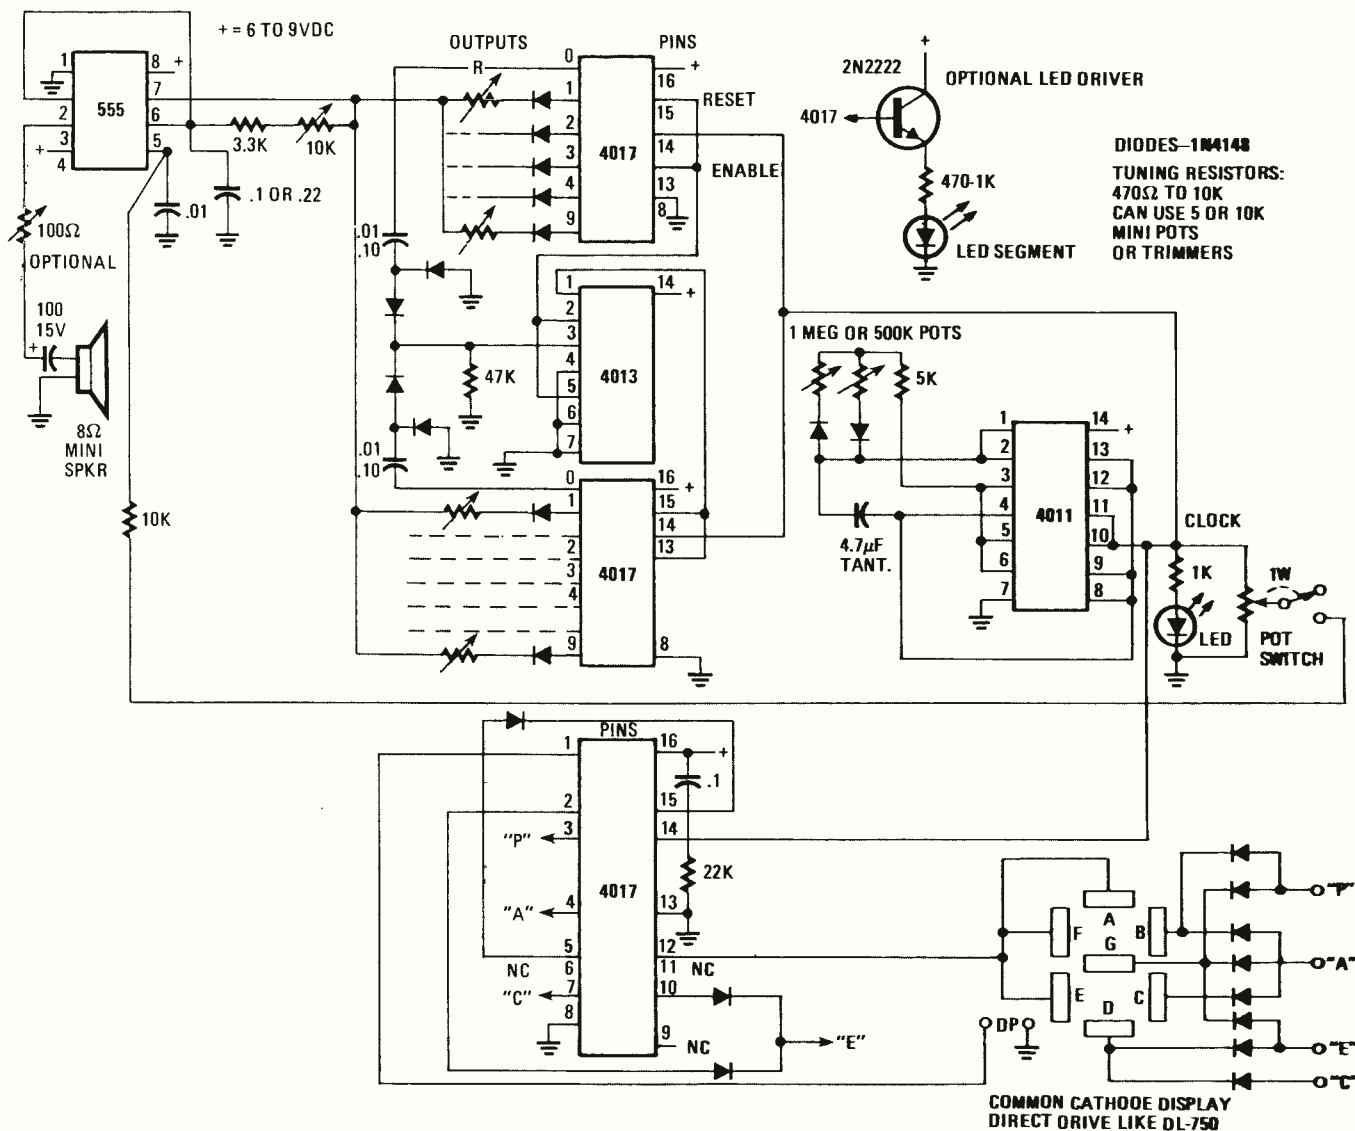 + = 6 TO 9VDC
OUTPUTS
PINS
1
8
+
555
7
2
6
3
5
+
4
3.3K
10K
.01
.1 OR .22
100Ω
OPTIONAL
100
15V
+
8Ω
MINI
SPKR
10K
R
0
1
2
3
4
9
4017
+
16
RESET
15
14
ENABLE
13
8
.01
.10
47K
.01
.10
1
2
3
4
5
6
7
4013
14
+
0
1
2
3
4
9
4017
16
+
15
14
13
8
+
2N2222
OPTIONAL LED DRIVER
4017
470-1K
LED SEGMENT
DIODES–1N4148
TUNING RESISTORS:
470Ω TO 10K
CAN USE 5 OR 10K
MINI POTS
OR TRIMMERS
1 MEG OR 500K POTS
5K
4.7μF
TANT.
1
2
3
4
5
6
7
4011
14
+
13
12
11
10
9
8
CLOCK
1K
LED
1W
POT
SWITCH
PINS
1
2
"P"
3
"A"
4
5
NC
6
"C"
7
8
4017
16
+
.1
15
14
22K
13
12
11
NC
10
9
NC
"E"
A
F
B
G
E
C
D
DP
"P"
"A"
"E"
"C"
COMMON CATHODE DISPLAY
DIRECT DRIVE LIKE DL-750